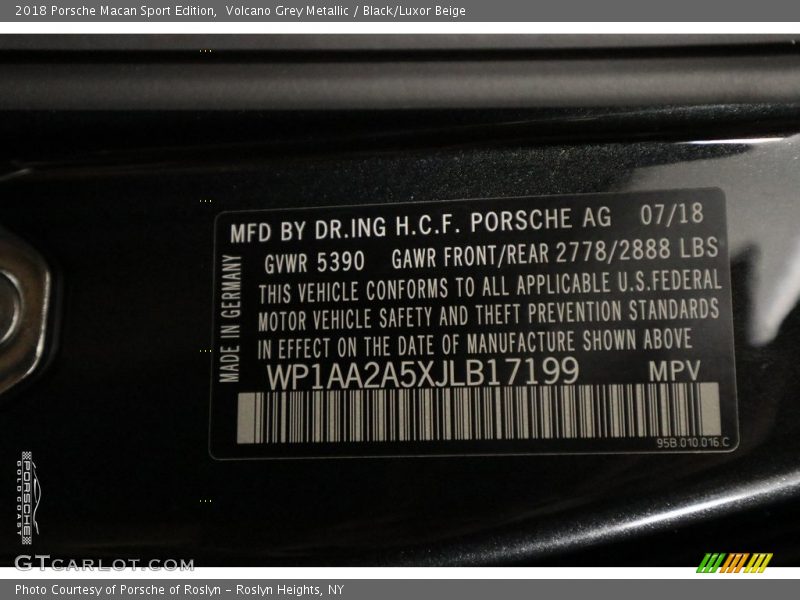 2018 Porsche Macan Sport Edition,  Volcano Grey Metallic / Black/Luxor Beige
MFD BY DR.ING H.C.F. PORSCHE AG 07/18
GVWR 5390 GAWR FRONT/REAR 2778/2888 LBS
THIS VEHICLE CONFORMS TO ALL APPLICABLE U.S.FEDERAL
MOTOR VEHICLE SAFETY AND THEFT PREVENTION STANDARDS
IN EFFECT ON THE DATE OF MANUFACTURE SHOWN ABOVE
MADE IN GERMANY
WP1AA2A5XJLB17199 MPV
95B.010.016.C
PORSCHE
GOLD COAST
GTCARLOT.COM
Photo Courtesy of Porsche of Roslyn – Roslyn Heights, NY